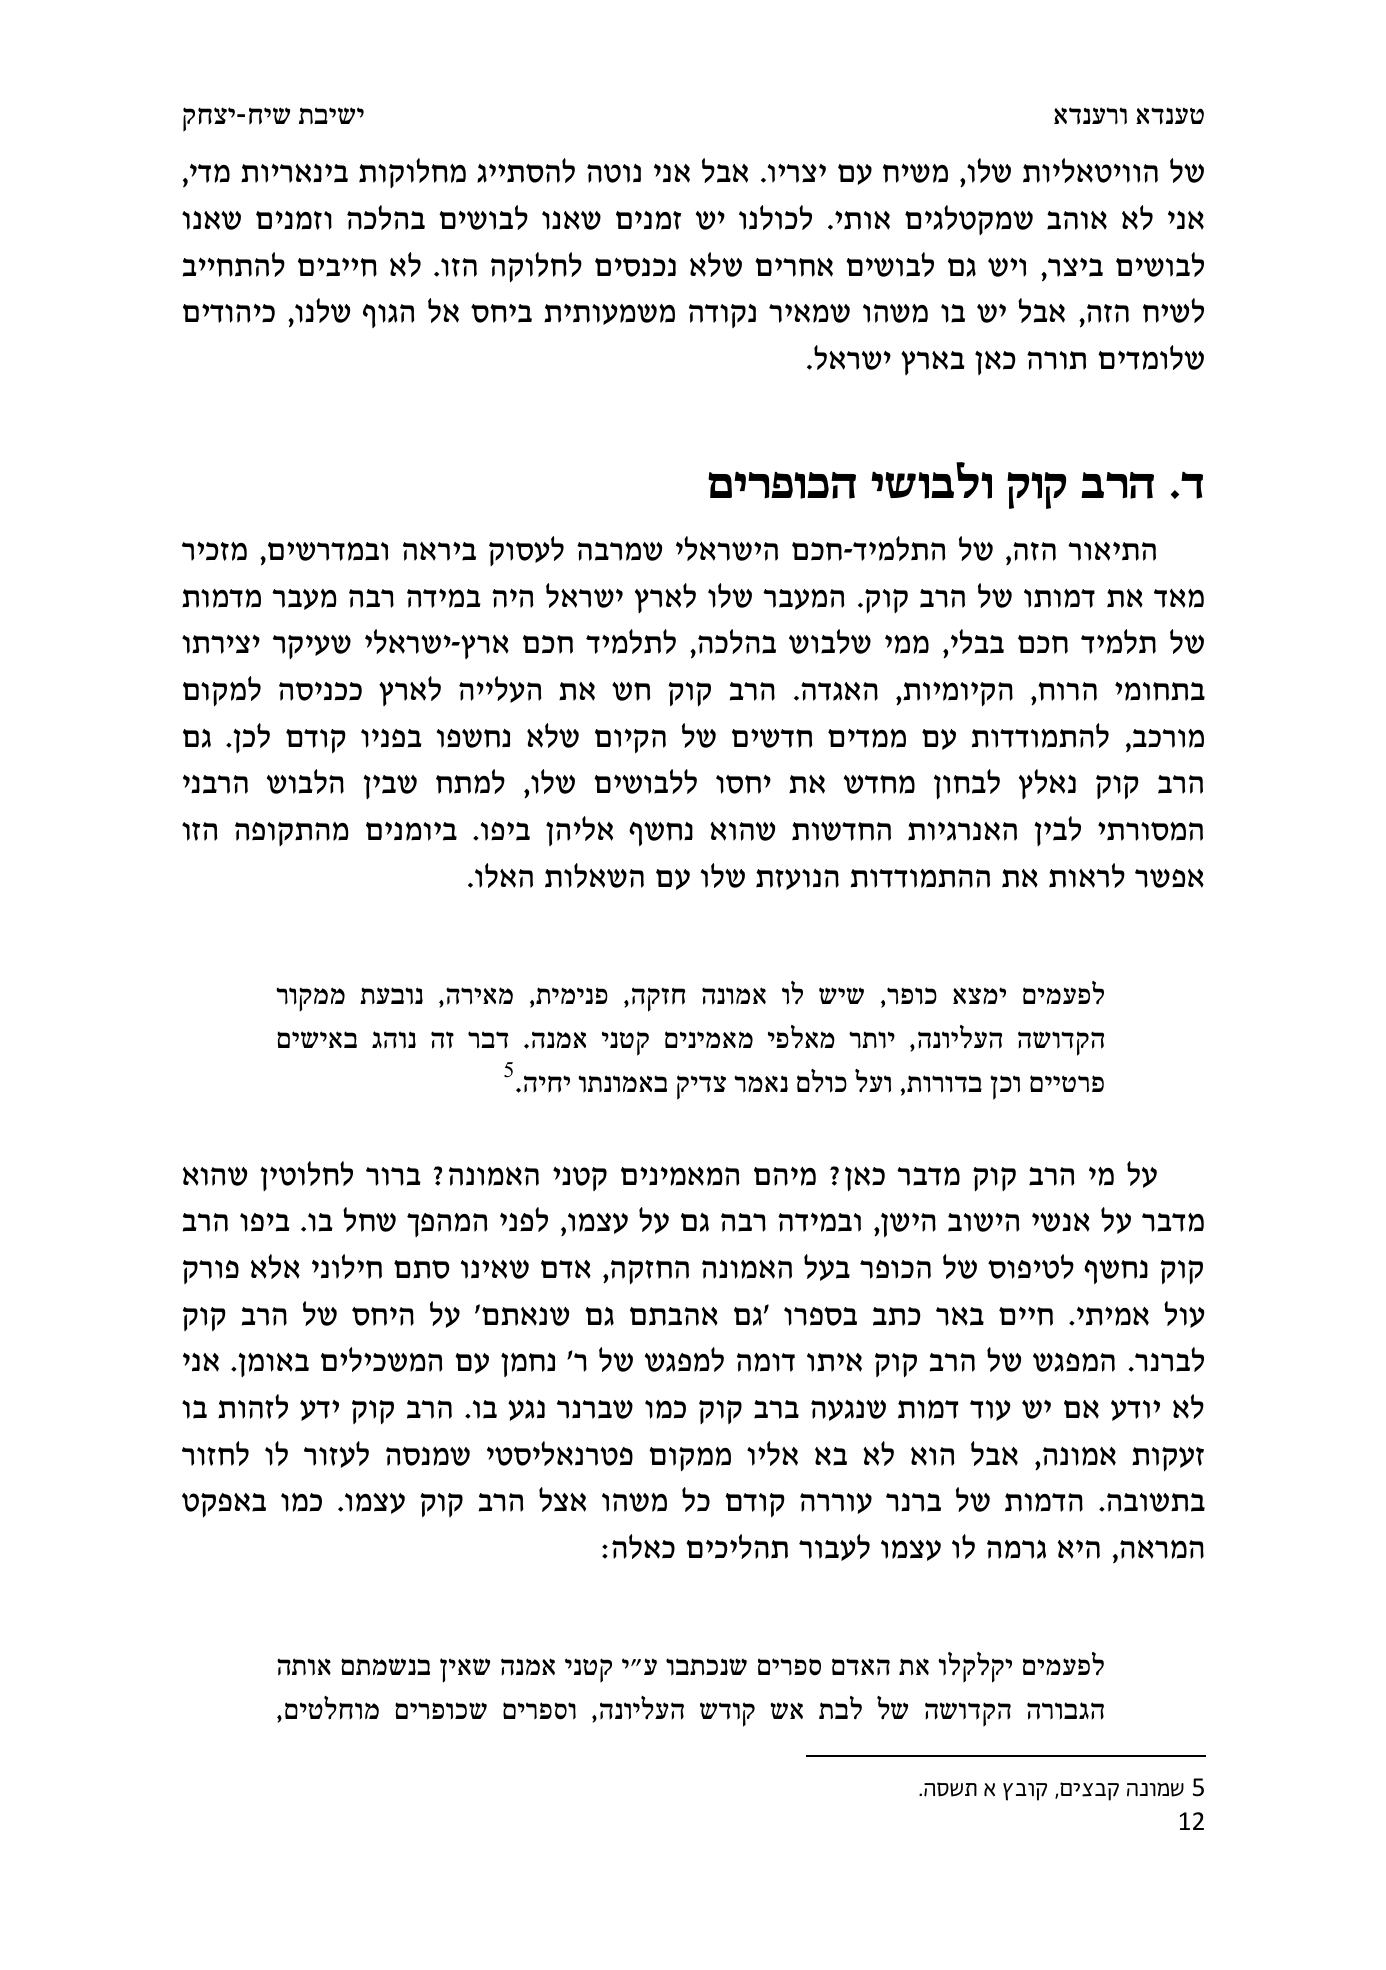 טענדא ורענדא
ישיבת שיח-יצחק
של הוויטאליות שלו, משיח עם יצריו. אבל אני נוטה להסתייג מחלוקות בינאריות מדי,
אני לא אוהב שמקטלגים אותי. לכולנו יש זמנים שאנו לבושים בהלכה וזמנים שאנו
לבושים ביצר, ויש גם לבושים אחרים שלא נכנסים לחלוקה הזו. לא חייבים להתחייב
לשיח הזה, אבל יש בו משהו שמאיר נקודה משמעותית ביחס אל הגוף שלנו, כיהודים
שלומדים תורה כאן בארץ ישראל.
ד. הרב קוק ולבושי הכופרים
התיאור הזה, של התלמיד-חכם הישראלי שמרבה לעסוק ביראה ובמדרשים, מזכיר
מאד את דמותו של הרב קוק. המעבר שלו לארץ ישראל היה במידה רבה מעבר מדמות
של תלמיד חכם בבלי, ממי שלבוש בהלכה, לתלמיד חכם ארץ-ישראלי שעיקר יצירתו
בתחומי הרוח, הקיומיות, האגדה. הרב קוק חש את העלייה לארץ ככניסה למקום
מורכב, להתמודדות עם ממדים חדשים של הקיום שלא נחשפו בפניו קודם לכן. גם
הרב קוק נאלץ לבחון מחדש את יחסו ללבושים שלו, למתח שבין הלבוש הרבני
המסורתי לבין האנרגיות החדשות שהוא נחשף אליהן ביפו. ביומנים מהתקופה הזו
אפשר לראות את ההתמודדות הנועזת שלו עם השאלות האלו.
לפעמים ימצא כופר, שיש לו אמונה חזקה, פנימית, מאירה, נובעת ממקור
הקדושה העליונה, יותר מאלפי מאמינים קטני אמנה. דבר זה נוהג באישים
פרטיים וכן בדורות, ועל כולם נאמר צדיק באמונתו יחיה.5
על מי הרב קוק מדבר כאן? מיהם המאמינים קטני האמונה? ברור לחלוטין שהוא
מדבר על אנשי הישוב הישן, ובמידה רבה גם על עצמו, לפני המהפך שחל בו. ביפו הרב
קוק נחשף לטיפוס של הכופר בעל האמונה החזקה, אדם שאינו סתם חילוני אלא פורק
עול אמיתי. חיים באר כתב בספרו 'גם אהבתם גם שנאתם' על היחס של הרב קוק
לברנר. המפגש של הרב קוק איתו דומה למפגש של ר' נחמן עם המשכילים באומן. אני
לא יודע אם יש עוד דמות שנגעה ברב קוק כמו שברנר נגע בו. הרב קוק ידע לזהות בו
זעקות אמונה, אבל הוא לא בא אליו ממקום פטרנאליסטי שמנסה לעזור לו לחזור
בתשובה. הדמות של ברנר עוררה קודם כל משהו אצל הרב קוק עצמו. כמו באפקט
המראה, היא גרמה לו עצמו לעבור תהליכים כאלה:
לפעמים יקלקלו את האדם ספרים שנכתבו ע״י קטני אמנה שאין בנשמתם אותה
הגבורה הקדושה של לבת אש קודש העליונה, וספרים שכופרים מוחלטים,
5 שמונה קבצים, קובץ א תשסה.
12